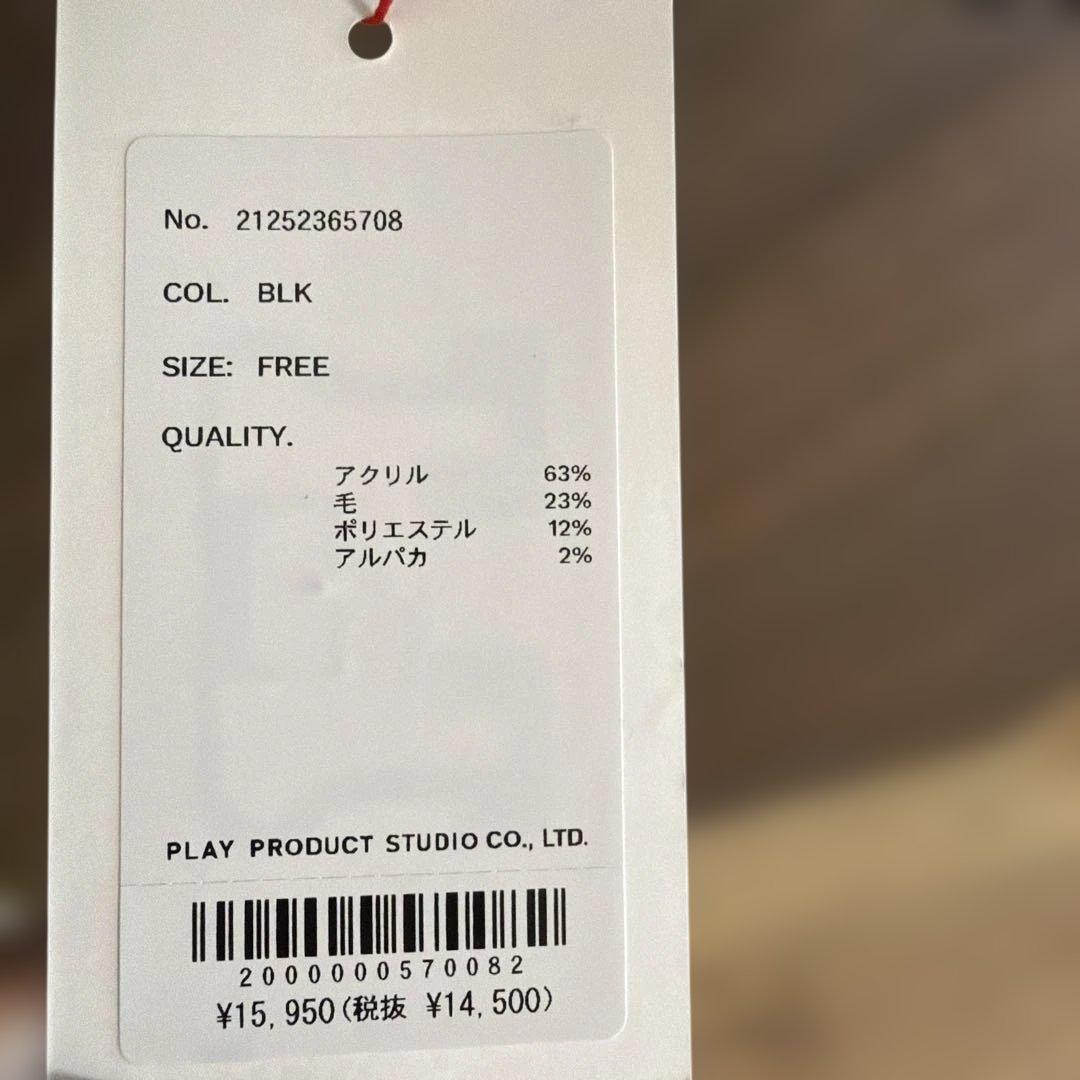 No. 21252365708
COL. BLK
SIZE: FREE
QUALITY.
アクリル 63%
毛 23%
ポリエステル 12%
アルパカ 2%
PLAY PRODUCT STUDIO CO., LTD.
2000000570082
¥15,950(税抜 ¥14,500)